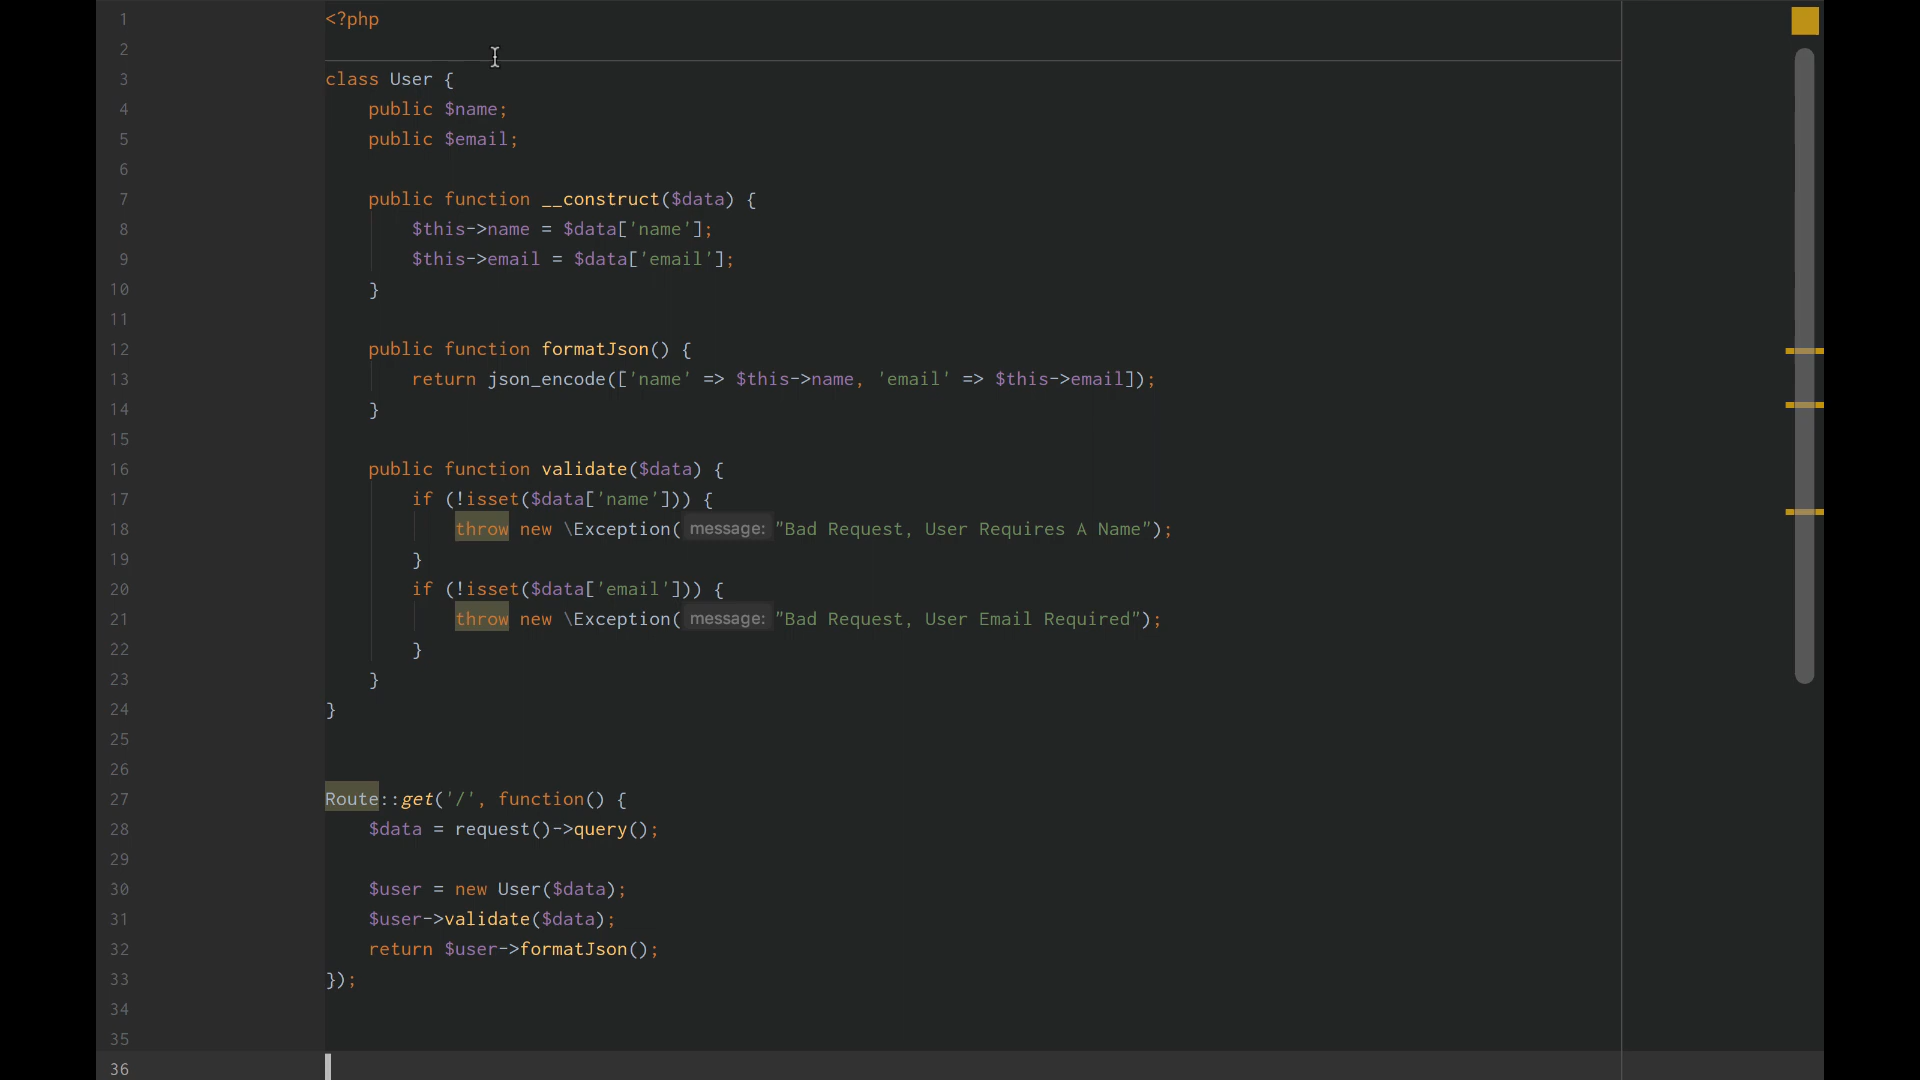 1 <?php
2
3 class User {
4 public $name;
5 public $email;
6
7 public function __construct($data) {
8 $this->name = $data['name'];
9 $this->email = $data['email'];
10 }
11
12 public function formatJson() {
13 return json_encode(['name' => $this->name, 'email' => $this->email]);
14 }
15
16 public function validate($data) {
17 if (!isset($data['name'])) {
18 throw new \Exception( message: "Bad Request, User Requires A Name");
19 }
20 if (!isset($data['email'])) {
21 throw new \Exception( message: "Bad Request, User Email Required");
22 }
23 }
24 }
25
26
27 Route::get('/', function() {
28 $data = request()->query();
29
30 $user = new User($data);
31 $user->validate($data);
32 return $user->formatJson();
33 });
34
35
36